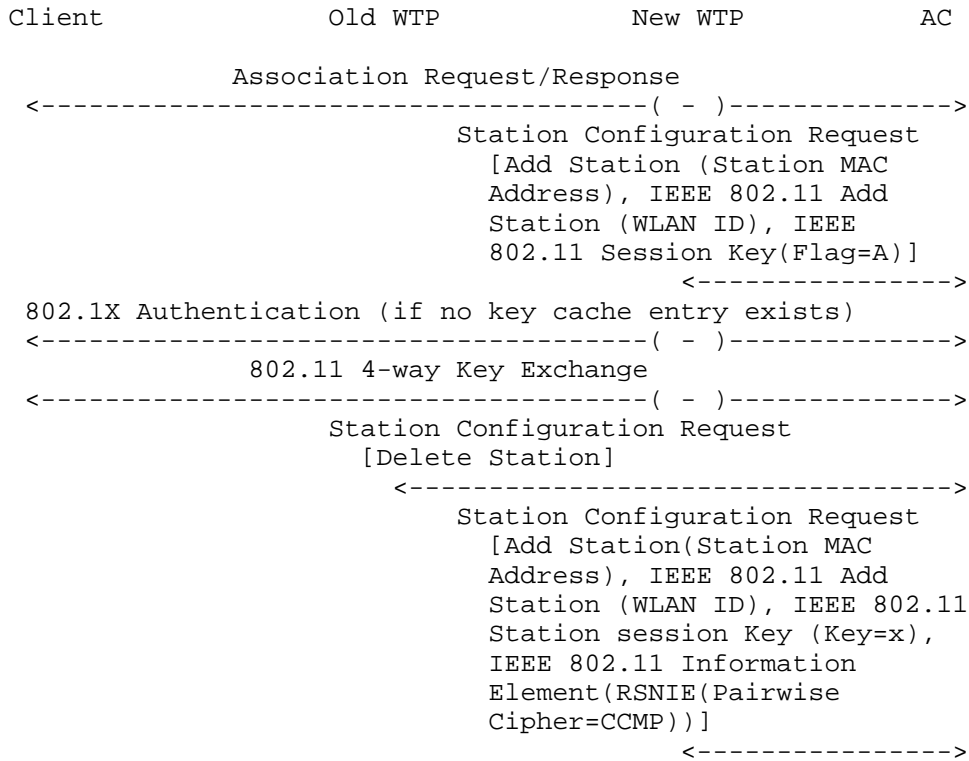 Client Old WTP New WTP AC
Association Request/Response
<--------------------------------------( - )-------------->
Station Configuration Request
[Add Station (Station MAC
Address), IEEE 802.11 Add
Station (WLAN ID), IEEE
802.11 Session Key(Flag=A)]
<---------------->
802.1X Authentication (if no key cache entry exists)
<--------------------------------------( - )-------------->
802.11 4-way Key Exchange
<--------------------------------------( - )-------------->
Station Configuration Request
[Delete Station]
<---------------------------------->
Station Configuration Request
[Add Station(Station MAC
Address), IEEE 802.11 Add
Station (WLAN ID), IEEE 802.11
Station session Key (Key=x),
IEEE 802.11 Information
Element(RSNIE(Pairwise
Cipher=CCMP))]
<---------------->